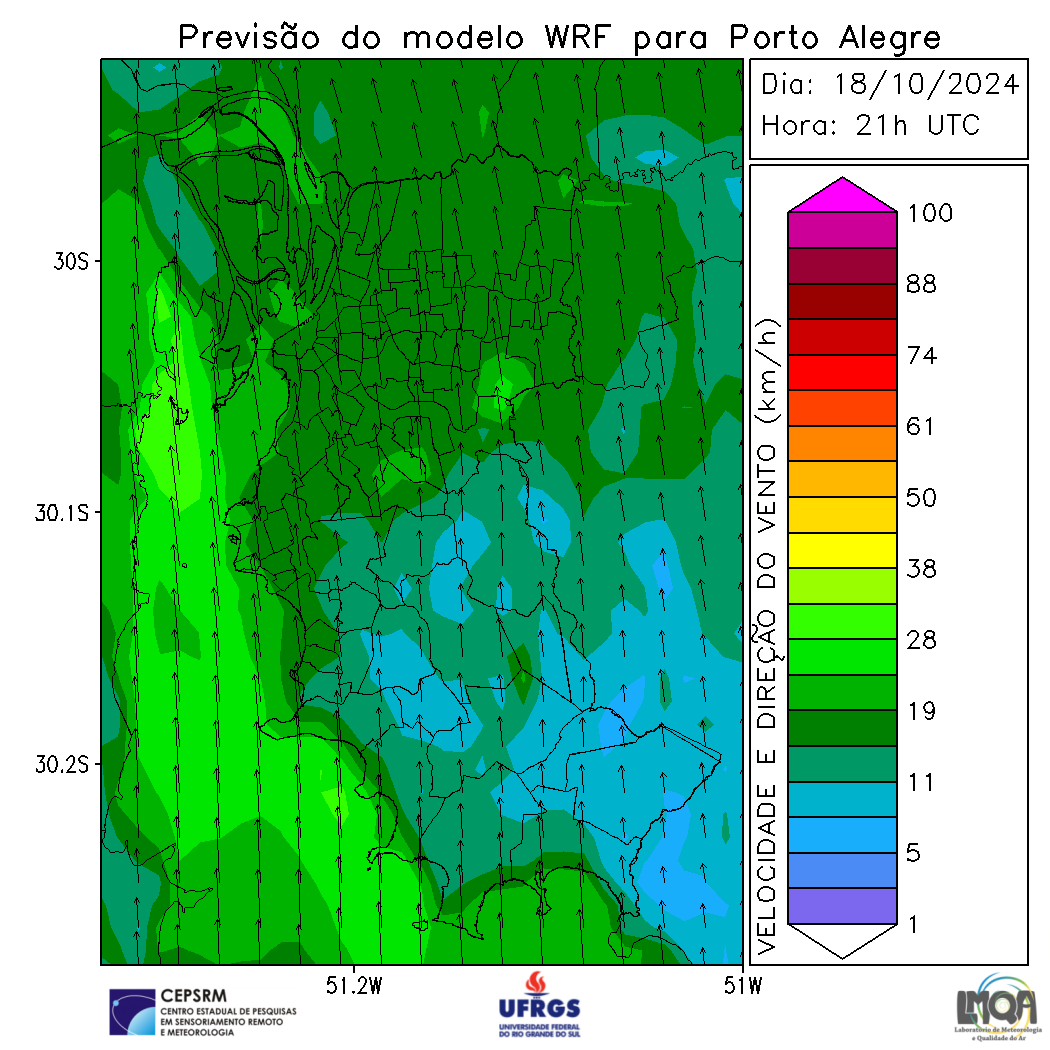 Previsão do modelo WRF para Porto Alegre
Dia: 18/10/2024
Hora: 21h UTC
30S
30.1S
30.2S
51.2W
51W
VELOCIDADE E DIREÇÃO DO VENTO (km/h)
100
88
74
61
50
38
28
19
11
5
1
CEPSRM
CENTRO ESTADUAL DE PESQUISAS
EM SENSORIAMENTO REMOTO
E METEOROLOGIA
UFRGS
UNIVERSIDADE FEDERAL
DO RIO GRANDE DO SUL
LMQA
Laboratório de Meteorologia
e Qualidade do Ar